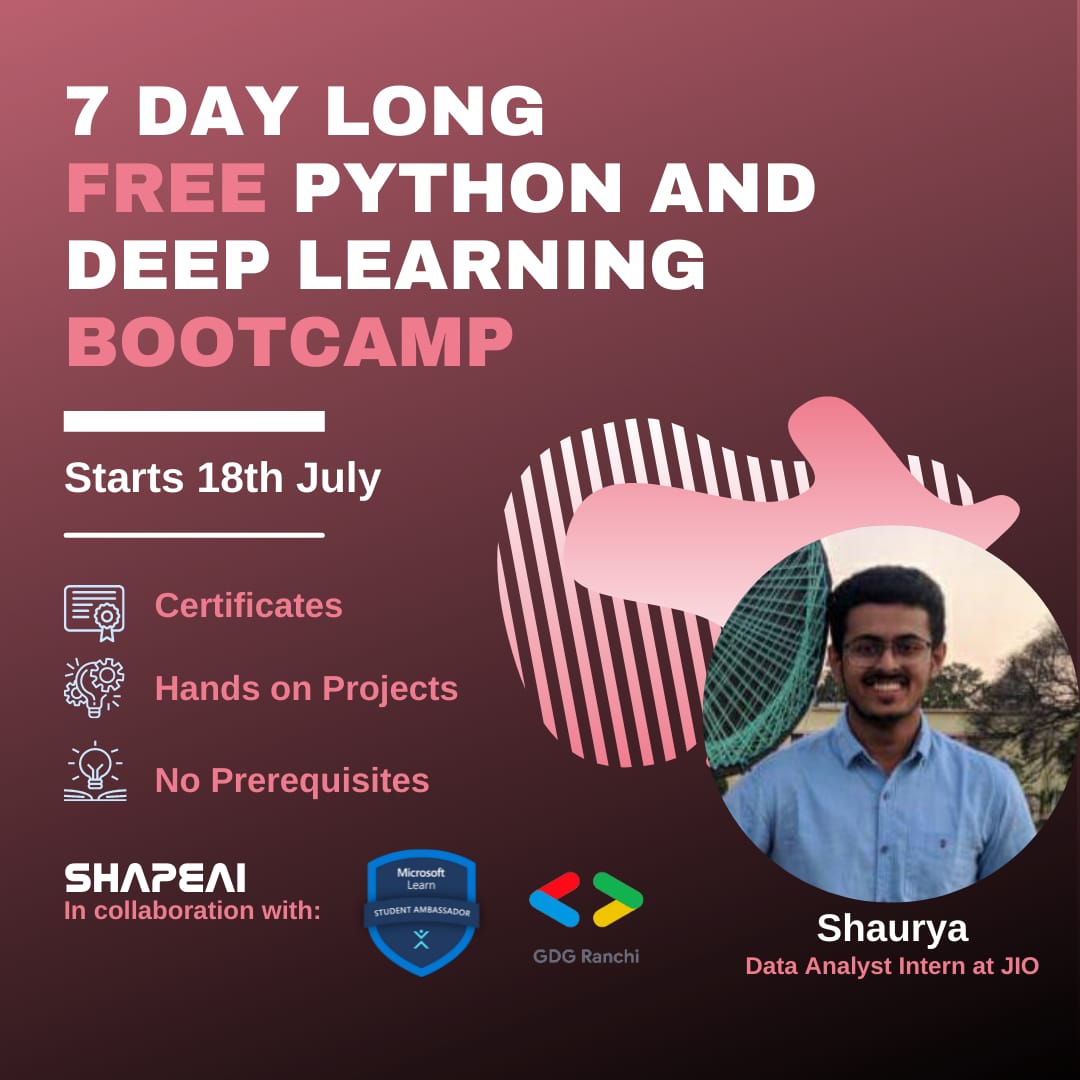 7 DAY LONG
FREE PYTHON AND
DEEP LEARNING
BOOTCAMP
Starts 18th July
Certificates
Hands on Projects
No Prerequisites
SHAPEAI
In collaboration with:
Microsoft
Learn
STUDENT AMBASSADOR
GDG Ranchi
Shaurya
Data Analyst Intern at JIO